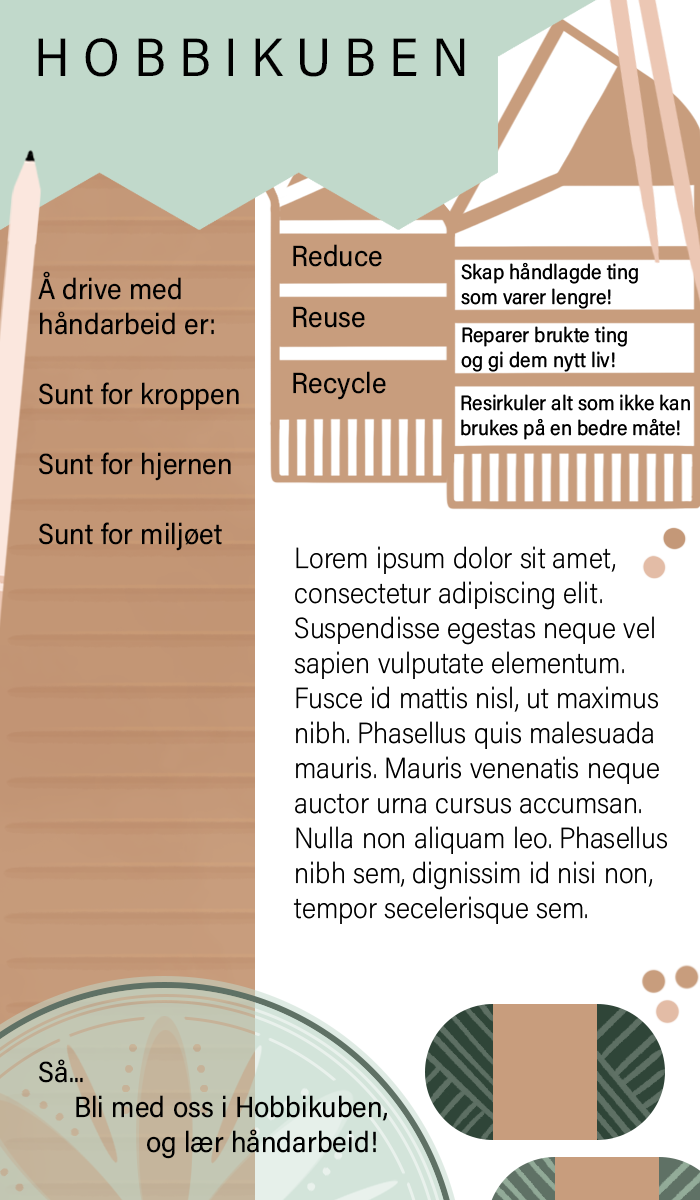 HOBBIKUBEN
Å drive med
håndarbeid er:
Sunt for kroppen
Sunt for hjernen
Sunt for miljøet
Reduce
Reuse
Recycle
Skap håndlagde ting
som varer lengre!
Reparer brukte ting
og gi dem nytt liv!
Resirkuler alt som ikke kan
brukes på en bedre måte!
Lorem ipsum dolor sit amet,
consectetur adipiscing elit.
Suspendisse egestas neque vel
sapien vulputate elementum.
Fusce id mattis nisl, ut maximus
nibh. Phasellus quis malesuada
mauris. Mauris venenatis neque
auctor urna cursus accumsan.
Nulla non aliquam leo. Phasellus
nibh sem, dignissim id nisi non,
tempor secelerisque sem.
Så...
Bli med oss i Hobbikuben,
og lær håndarbeid!